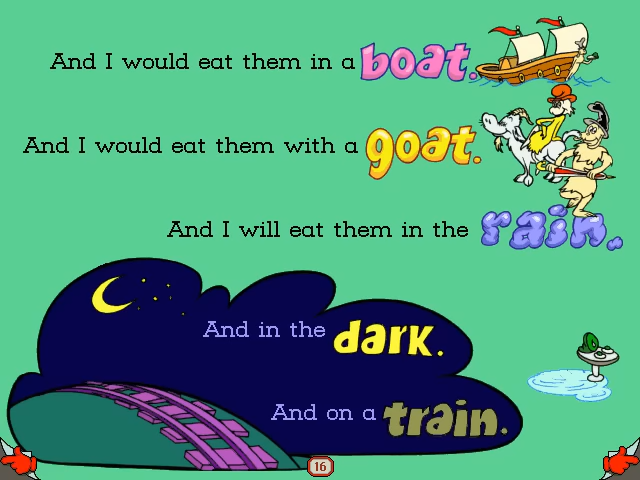 And I would eat them in a boat.
And I would eat them with a goat.
And I will eat them in the rain.
And in the dark.
And on a train.
16